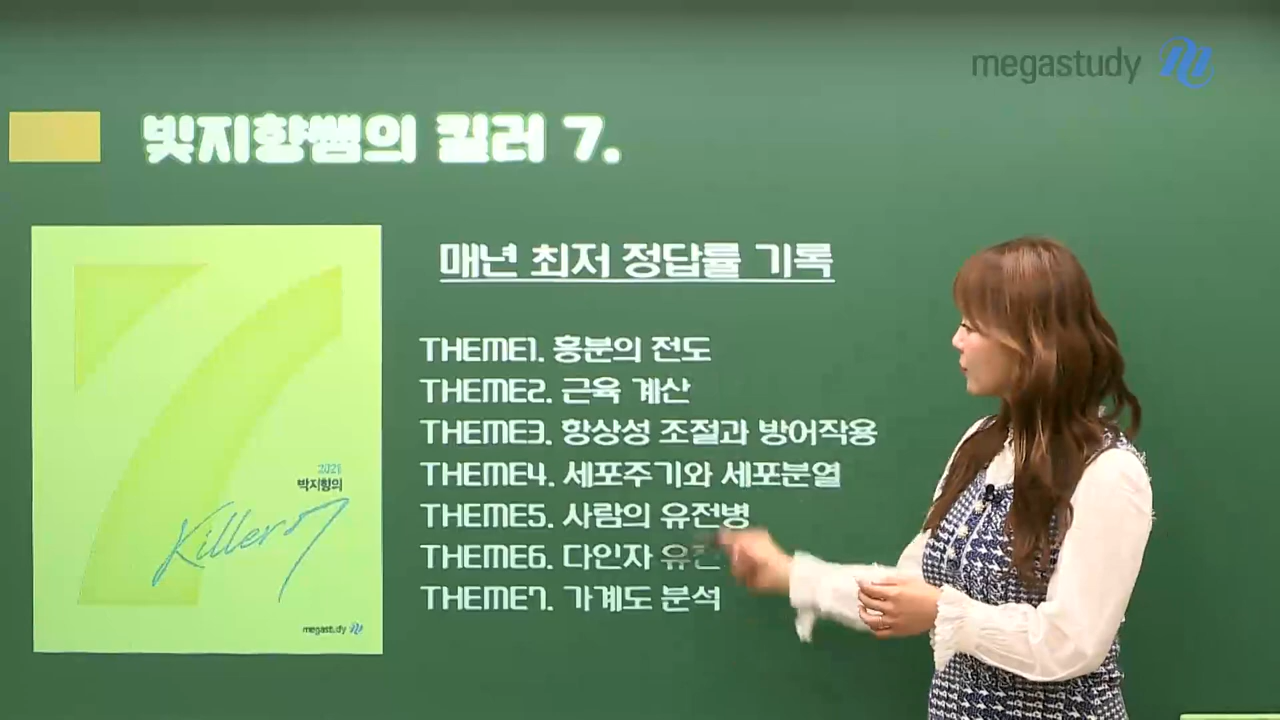 megastudy
빛지향쌤의 킬러 7.
매년 최저 정답률 기록
THEME1. 흥분의 전도
THEME2. 근육 계산
THEME3. 항상성 조절과 방어작용
THEME4. 세포주기와 세포분열
THEME5. 사람의 유전병
THEME6. 다인자 유전
THEME7. 가계도 분석
2021
박지향의
Killer 7
megastudy